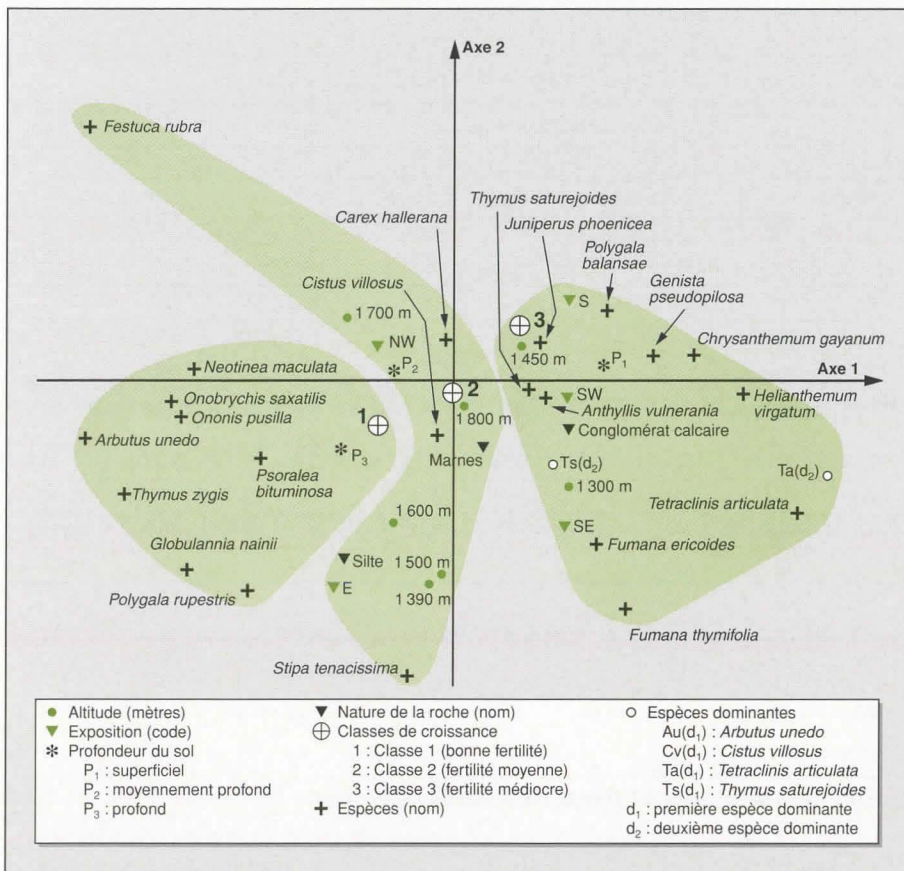 Axe 2
Festuca rubra
Thymus saturejoides
Carex hallerana
Juniperus phoenicea
Polygala
balansae
Cistus villosus
Genista
pseudopilosa
S
1 700 m
3
Chrysanthemum gayanum
NW
1 450 m
P1
P2
Neotinea maculata
Axe 1
2
Onobrychis saxatilis
SW
Helianthemum
virgatum
Ononis pusilla
1
1 800 m
Anthyllis vulnerania
Conglomérat calcaire
Arbutus unedo
P3
Marnes
Psoralea
bituminosa
Ts(d2)
Ta(d2)
Thymus zygis
1 300 m
1 600 m
Tetraclinis articulata
SE
Globulannia nainii
Silte
1 500 m
Fumana ericoides
E
Polygala rupestris
1 390 m
Fumana thymifolia
Stipa tenacissima
Altitude (mètres)
Exposition (code)
Profondeur du sol
P1 : superficiel
P2 : moyennement profond
P3 : profond
Nature de la roche (nom)
Classes de croissance
1 : Classe 1 (bonne fertilité)
2 : Classe 2 (fertilité moyenne)
3 : Classe 3 (fertilité médiocre)
Espèces (nom)
Espèces dominantes
Au(d1) : Arbutus unedo
Cv(d1) : Cistus villosus
Ta(d1) : Tetraclinis articulata
Ts(d1) : Thymus saturejoides
d1 : première espèce dominante
d2 : deuxième espèce dominante